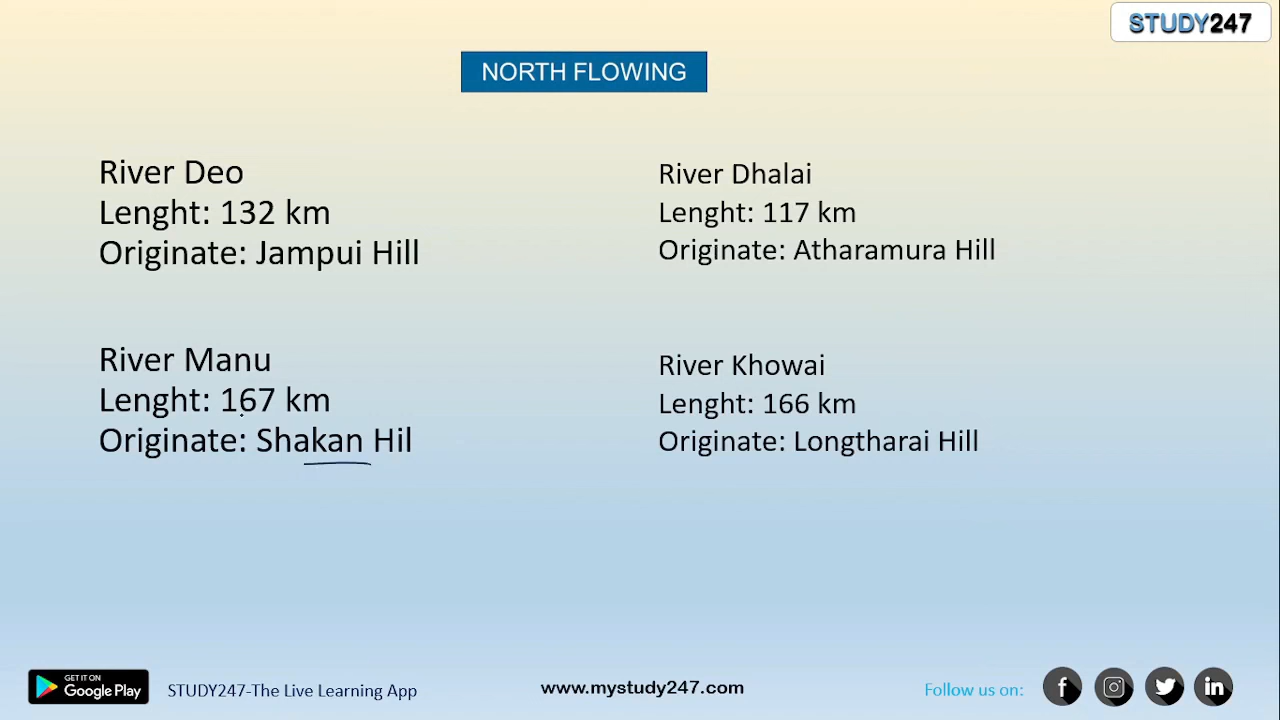 STUDY247
NORTH FLOWING
River Deo
Lenght: 132 km
Originate: Jampui Hill
River Dhalai
Lenght: 117 km
Originate: Atharamura Hill
River Manu
Lenght: 167 km
Originate: Shakan Hil
River Khowai
Lenght: 166 km
Originate: Longtharai Hill
GET IT ON
Google Play
STUDY247-The Live Learning App
www.mystudy247.com
Follow us on: